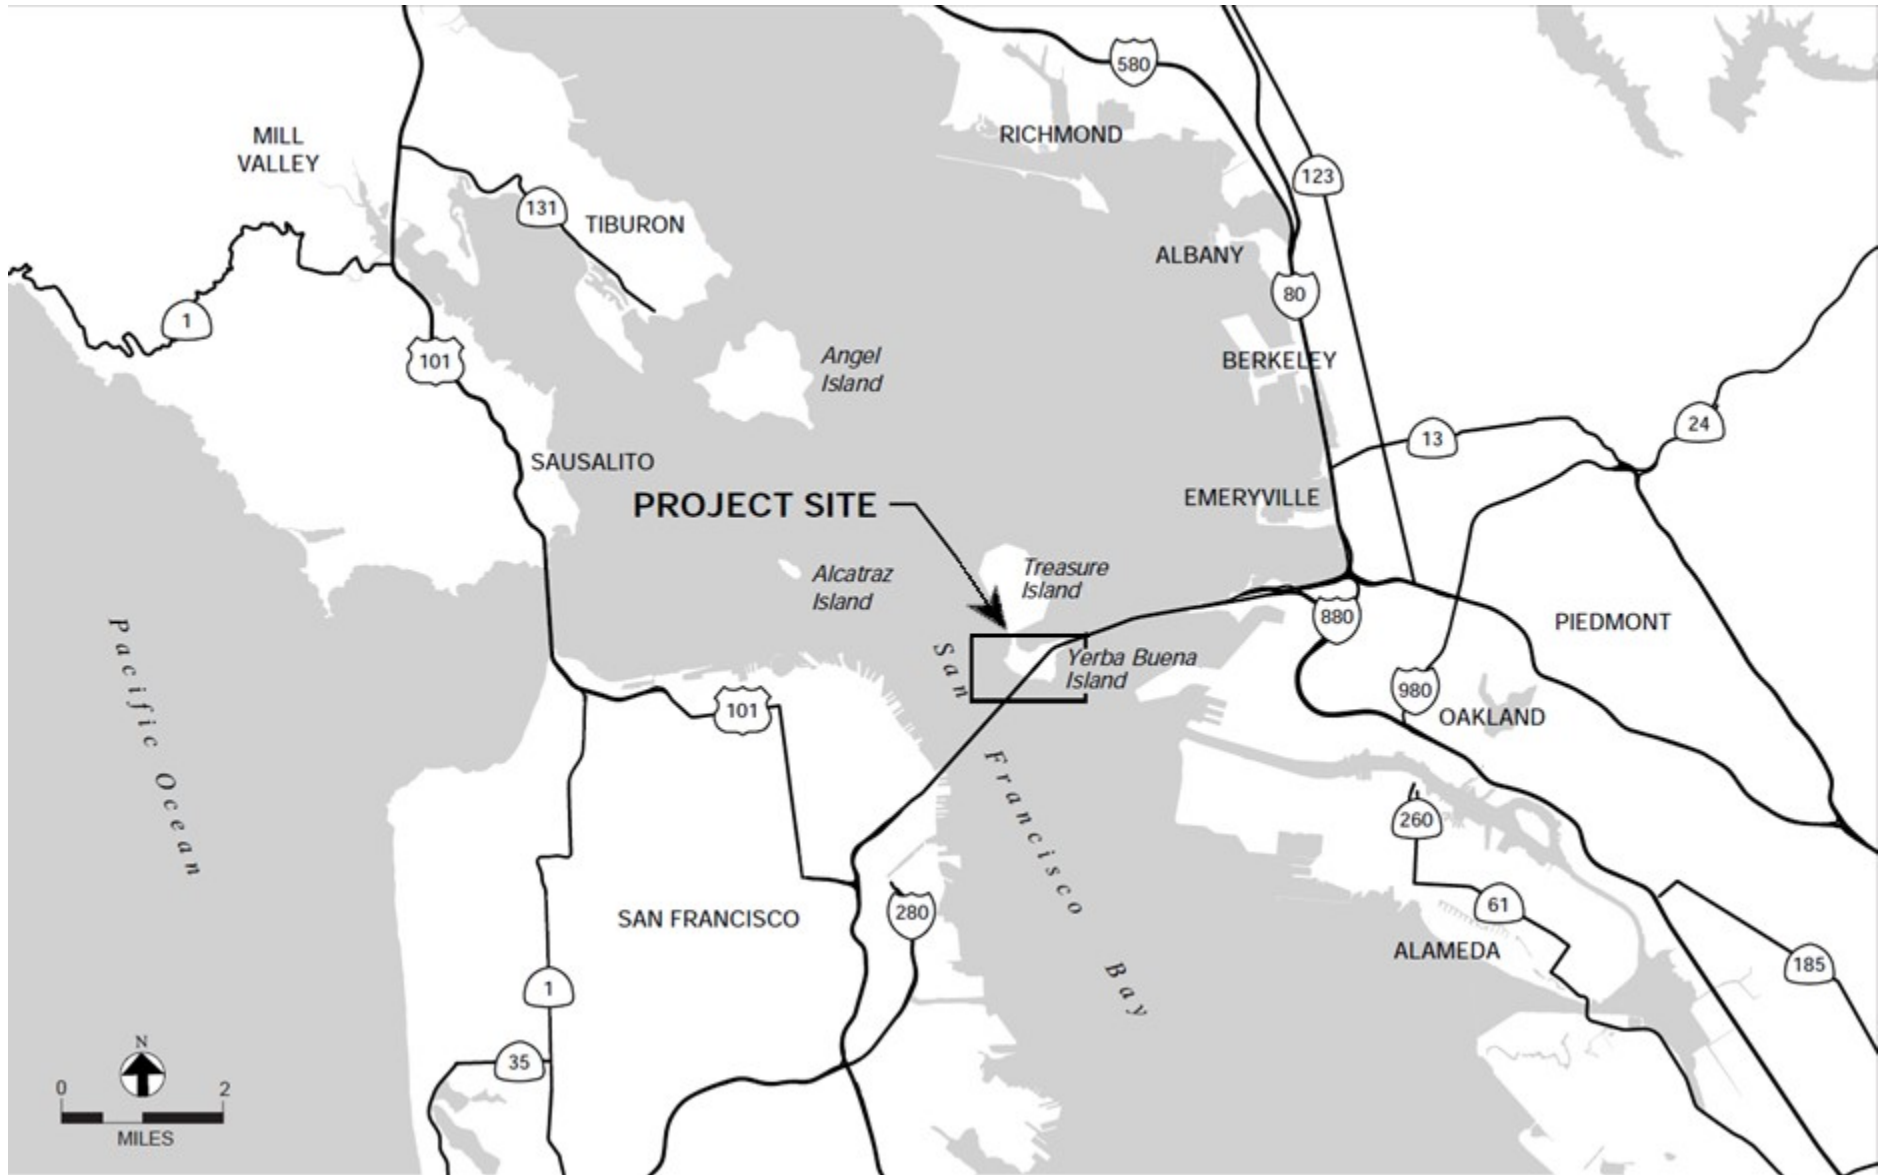 580
MILL
VALLEY
RICHMOND
123
131
TIBURON
ALBANY
80
1
101
Angel
Island
BERKELEY
24
13
SAUSALITO
PROJECT SITE
EMERYVILLE
Alcatraz
Island
Treasure
Island
880
PIEDMONT
Pacific Ocean
San Francisco Bay
Yerba Buena
Island
980
OAKLAND
101
260
SAN FRANCISCO
280
61
ALAMEDA
185
1
35
N
0 2
MILES